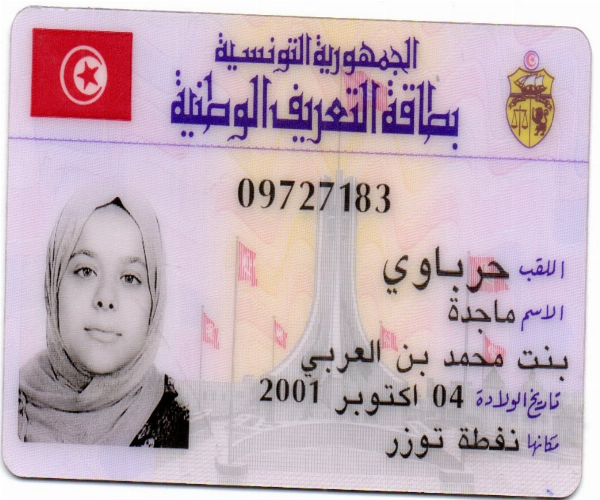 الجمهورية التونسية
بطاقة التعريف الوطنية
09727183
اللقب حرباوي
الاسم ماجدة
بنت محمد بن العربي
تاريخ الولادة 04 اكتوبر 2001
مكانها نفطة توزر